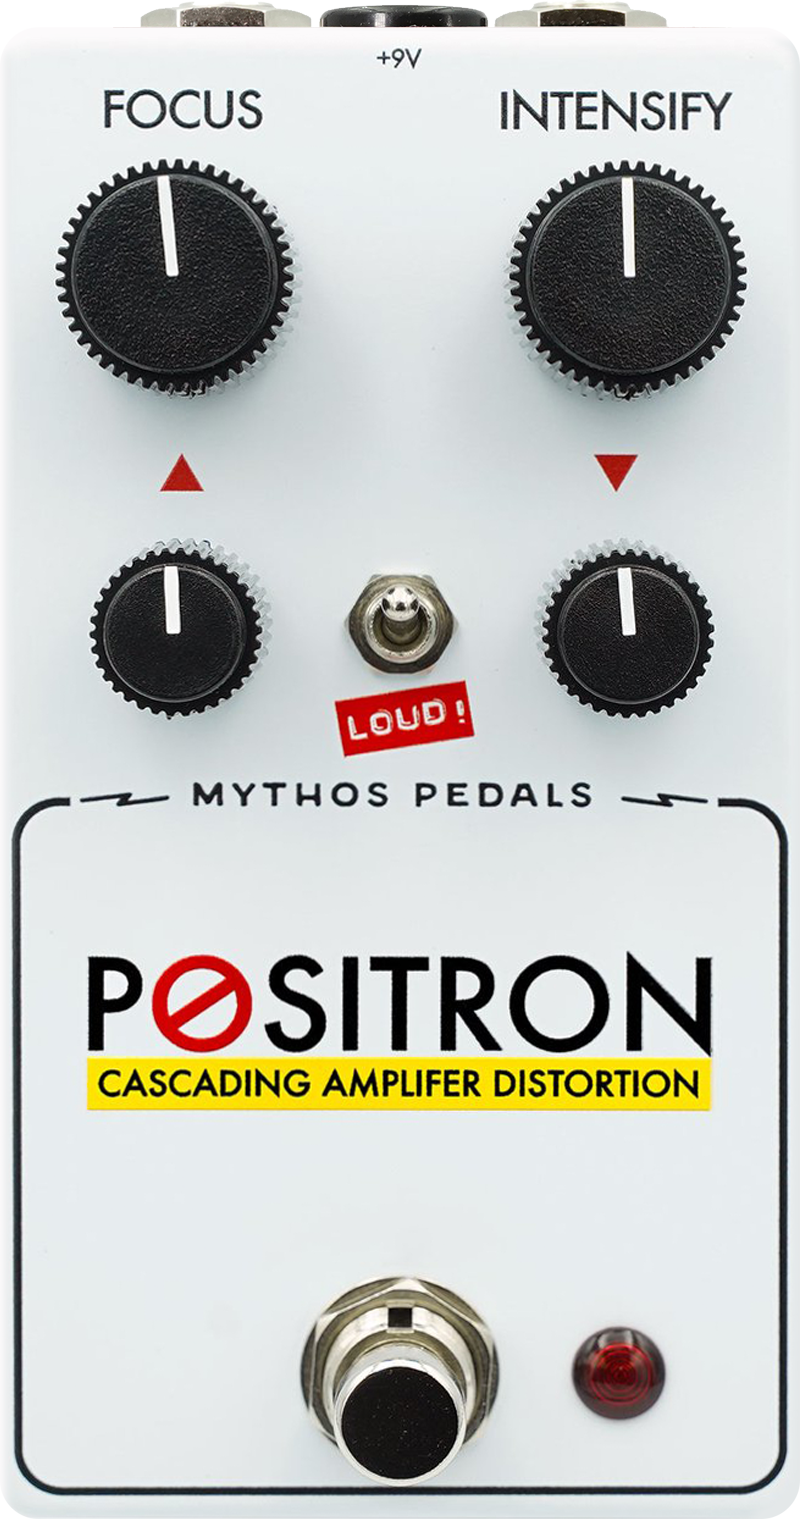 +9V
FOCUS
INTENSIFY
LOUD!
MYTHOS PEDALS
POSITRON
CASCADING AMPLIFER DISTORTION